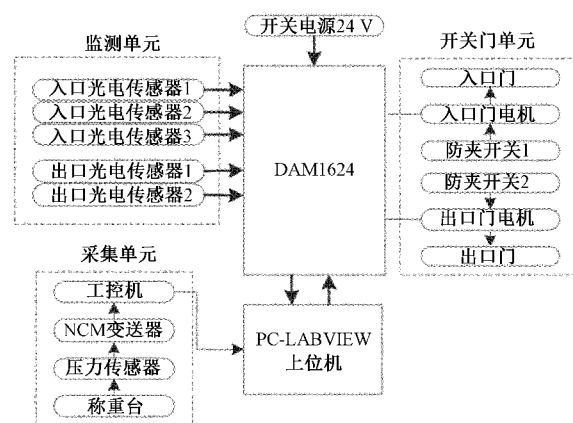 开关电源24 V
监测单元
入口光电传感器1
入口光电传感器2
入口光电传感器3
出口光电传感器1
出口光电传感器2
DAM1624
开关门单元
入口门
入口门电机
防夹开关1
防夹开关2
出口门电机
出口门
采集单元
工控机
NCM变送器
压力传感器
称重台
PC-LABVIEW
上位机